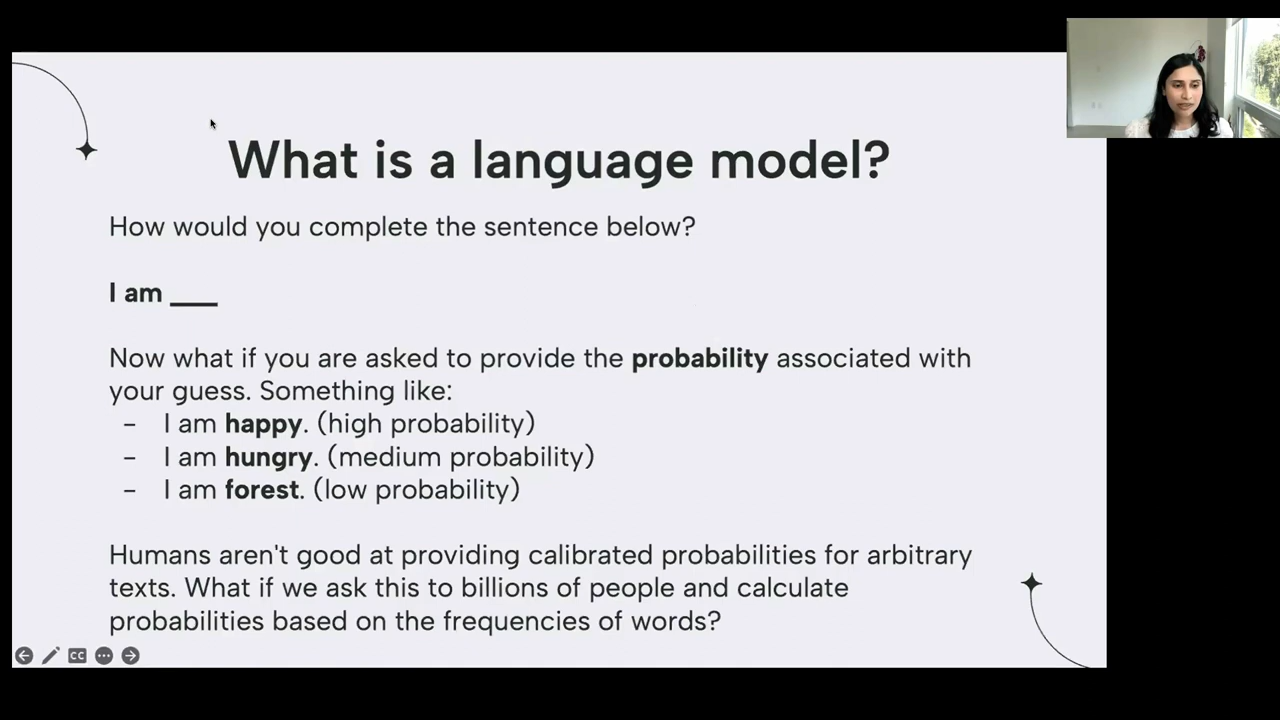 What is a language model?
How would you complete the sentence below?
I am ___
Now what if you are asked to provide the probability associated with
your guess. Something like:
- I am happy. (high probability)
- I am hungry. (medium probability)
- I am forest. (low probability)
Humans aren't good at providing calibrated probabilities for arbitrary
texts. What if we ask this to billions of people and calculate
probabilities based on the frequencies of words?
CC